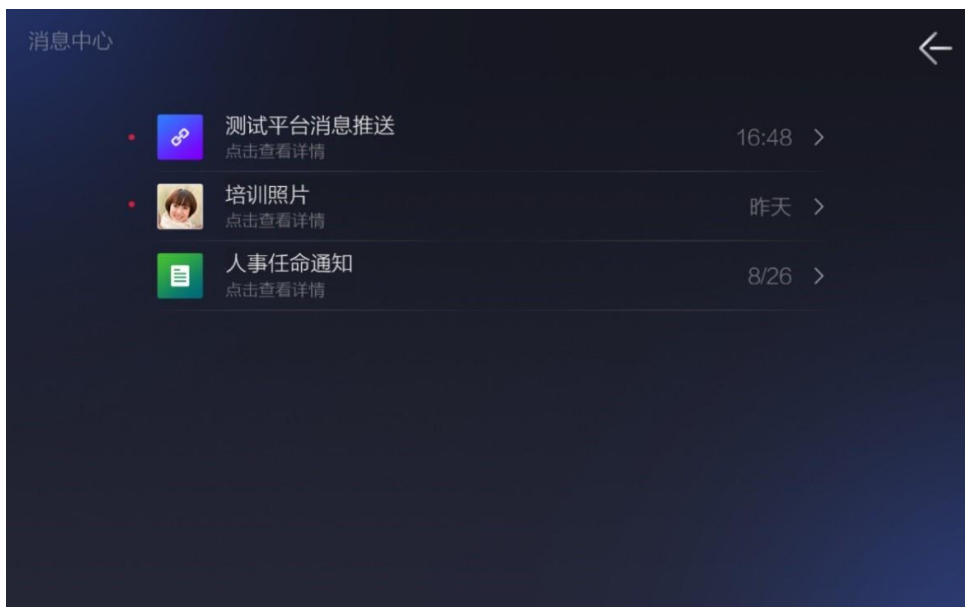 消息中心
测试平台消息推送
点击查看详情
16:48
培训照片
点击查看详情
昨天
人事任命通知
点击查看详情
8/26